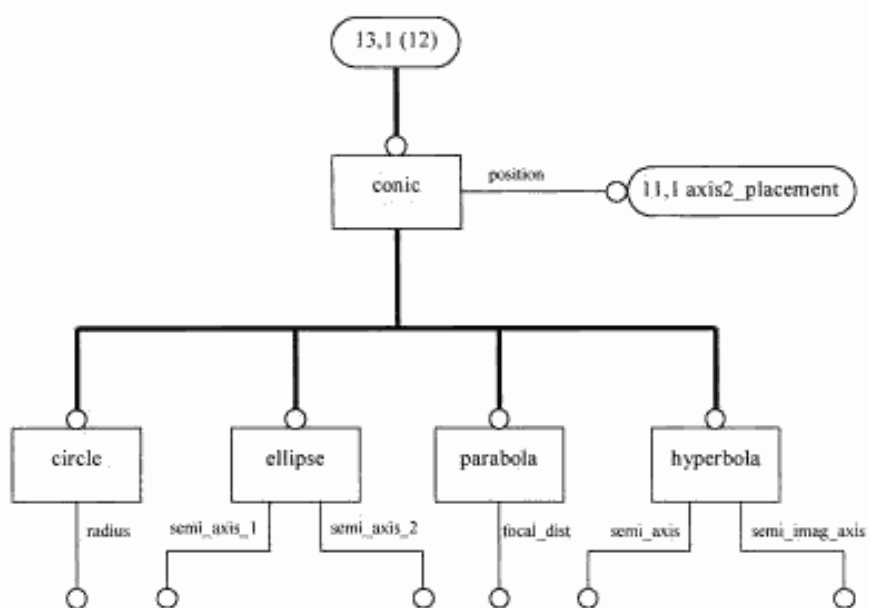 13,1 (12)
conic
position
11,1 axis2_placement
circle
ellipse
parabola
hyperbola
radius
semi_axis_1
semi_axis_2
focal_dist
semi_axis
semi_imag_axis